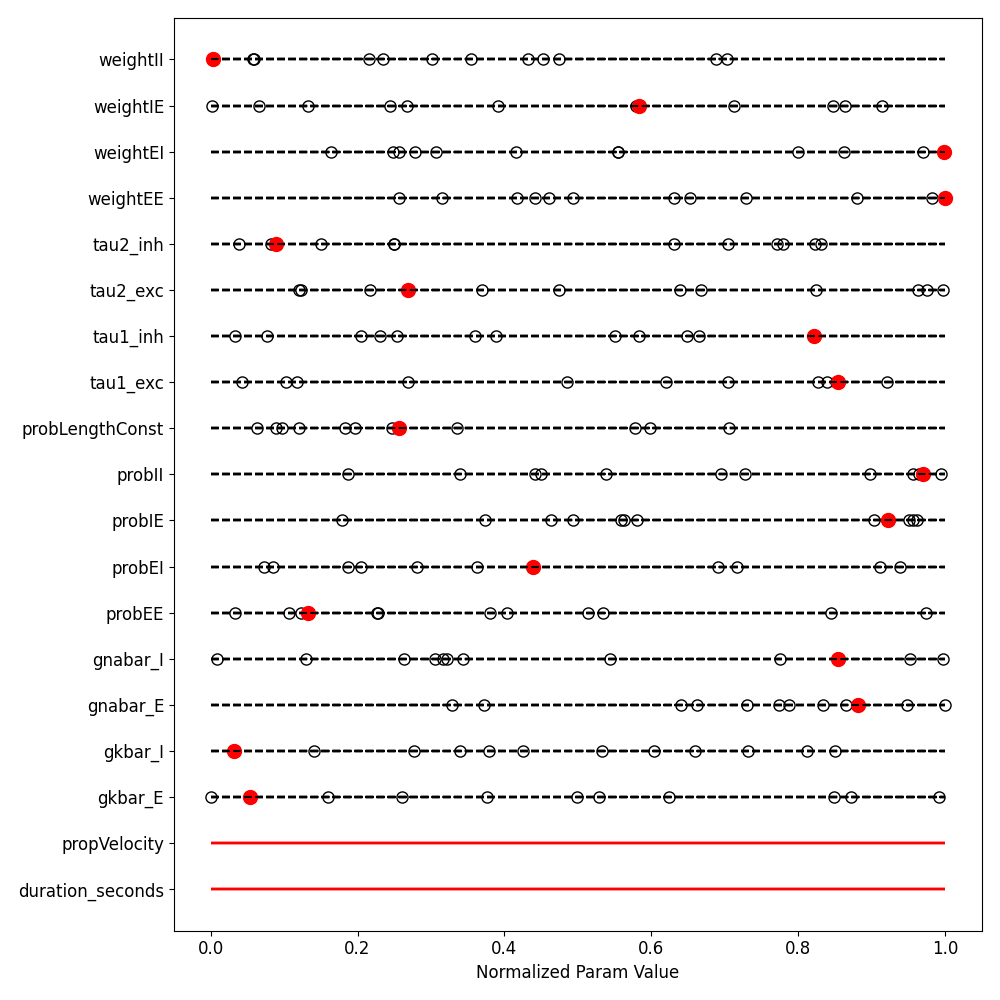 weightII
weightIE
weightEI
weightEE
tau2_inh
tau2_exc
tau1_inh
tau1_exc
probLengthConst
probII
probIE
probEI
probEE
gnabar_I
gnabar_E
gkbar_I
gkbar_E
propVelocity
duration_seconds
0.0 0.2 0.4 0.6 0.8 1.0
Normalized Param Value